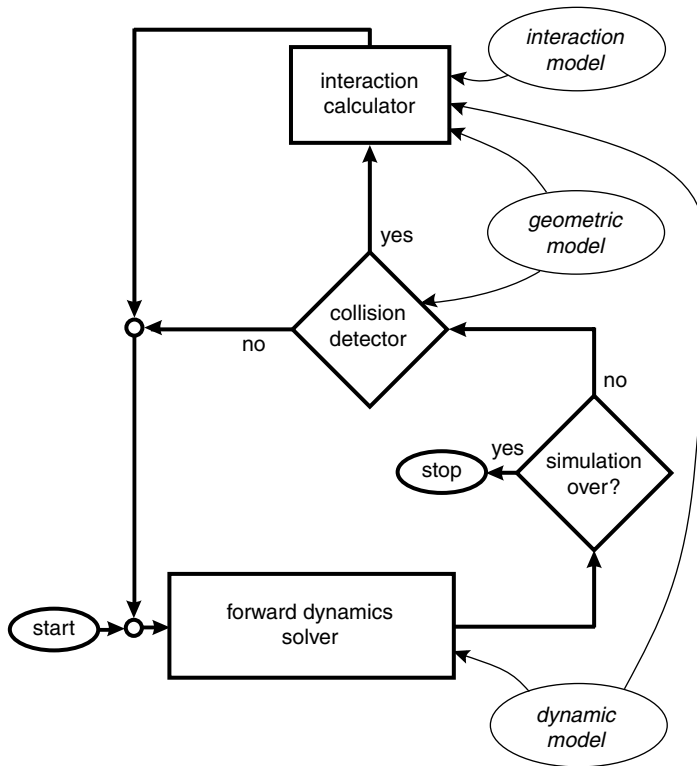 interaction
model
interaction
calculator
geometric
model
yes
collision
detector
no
no
simulation
over?
yes
stop
forward dynamics
solver
start
dynamic
model